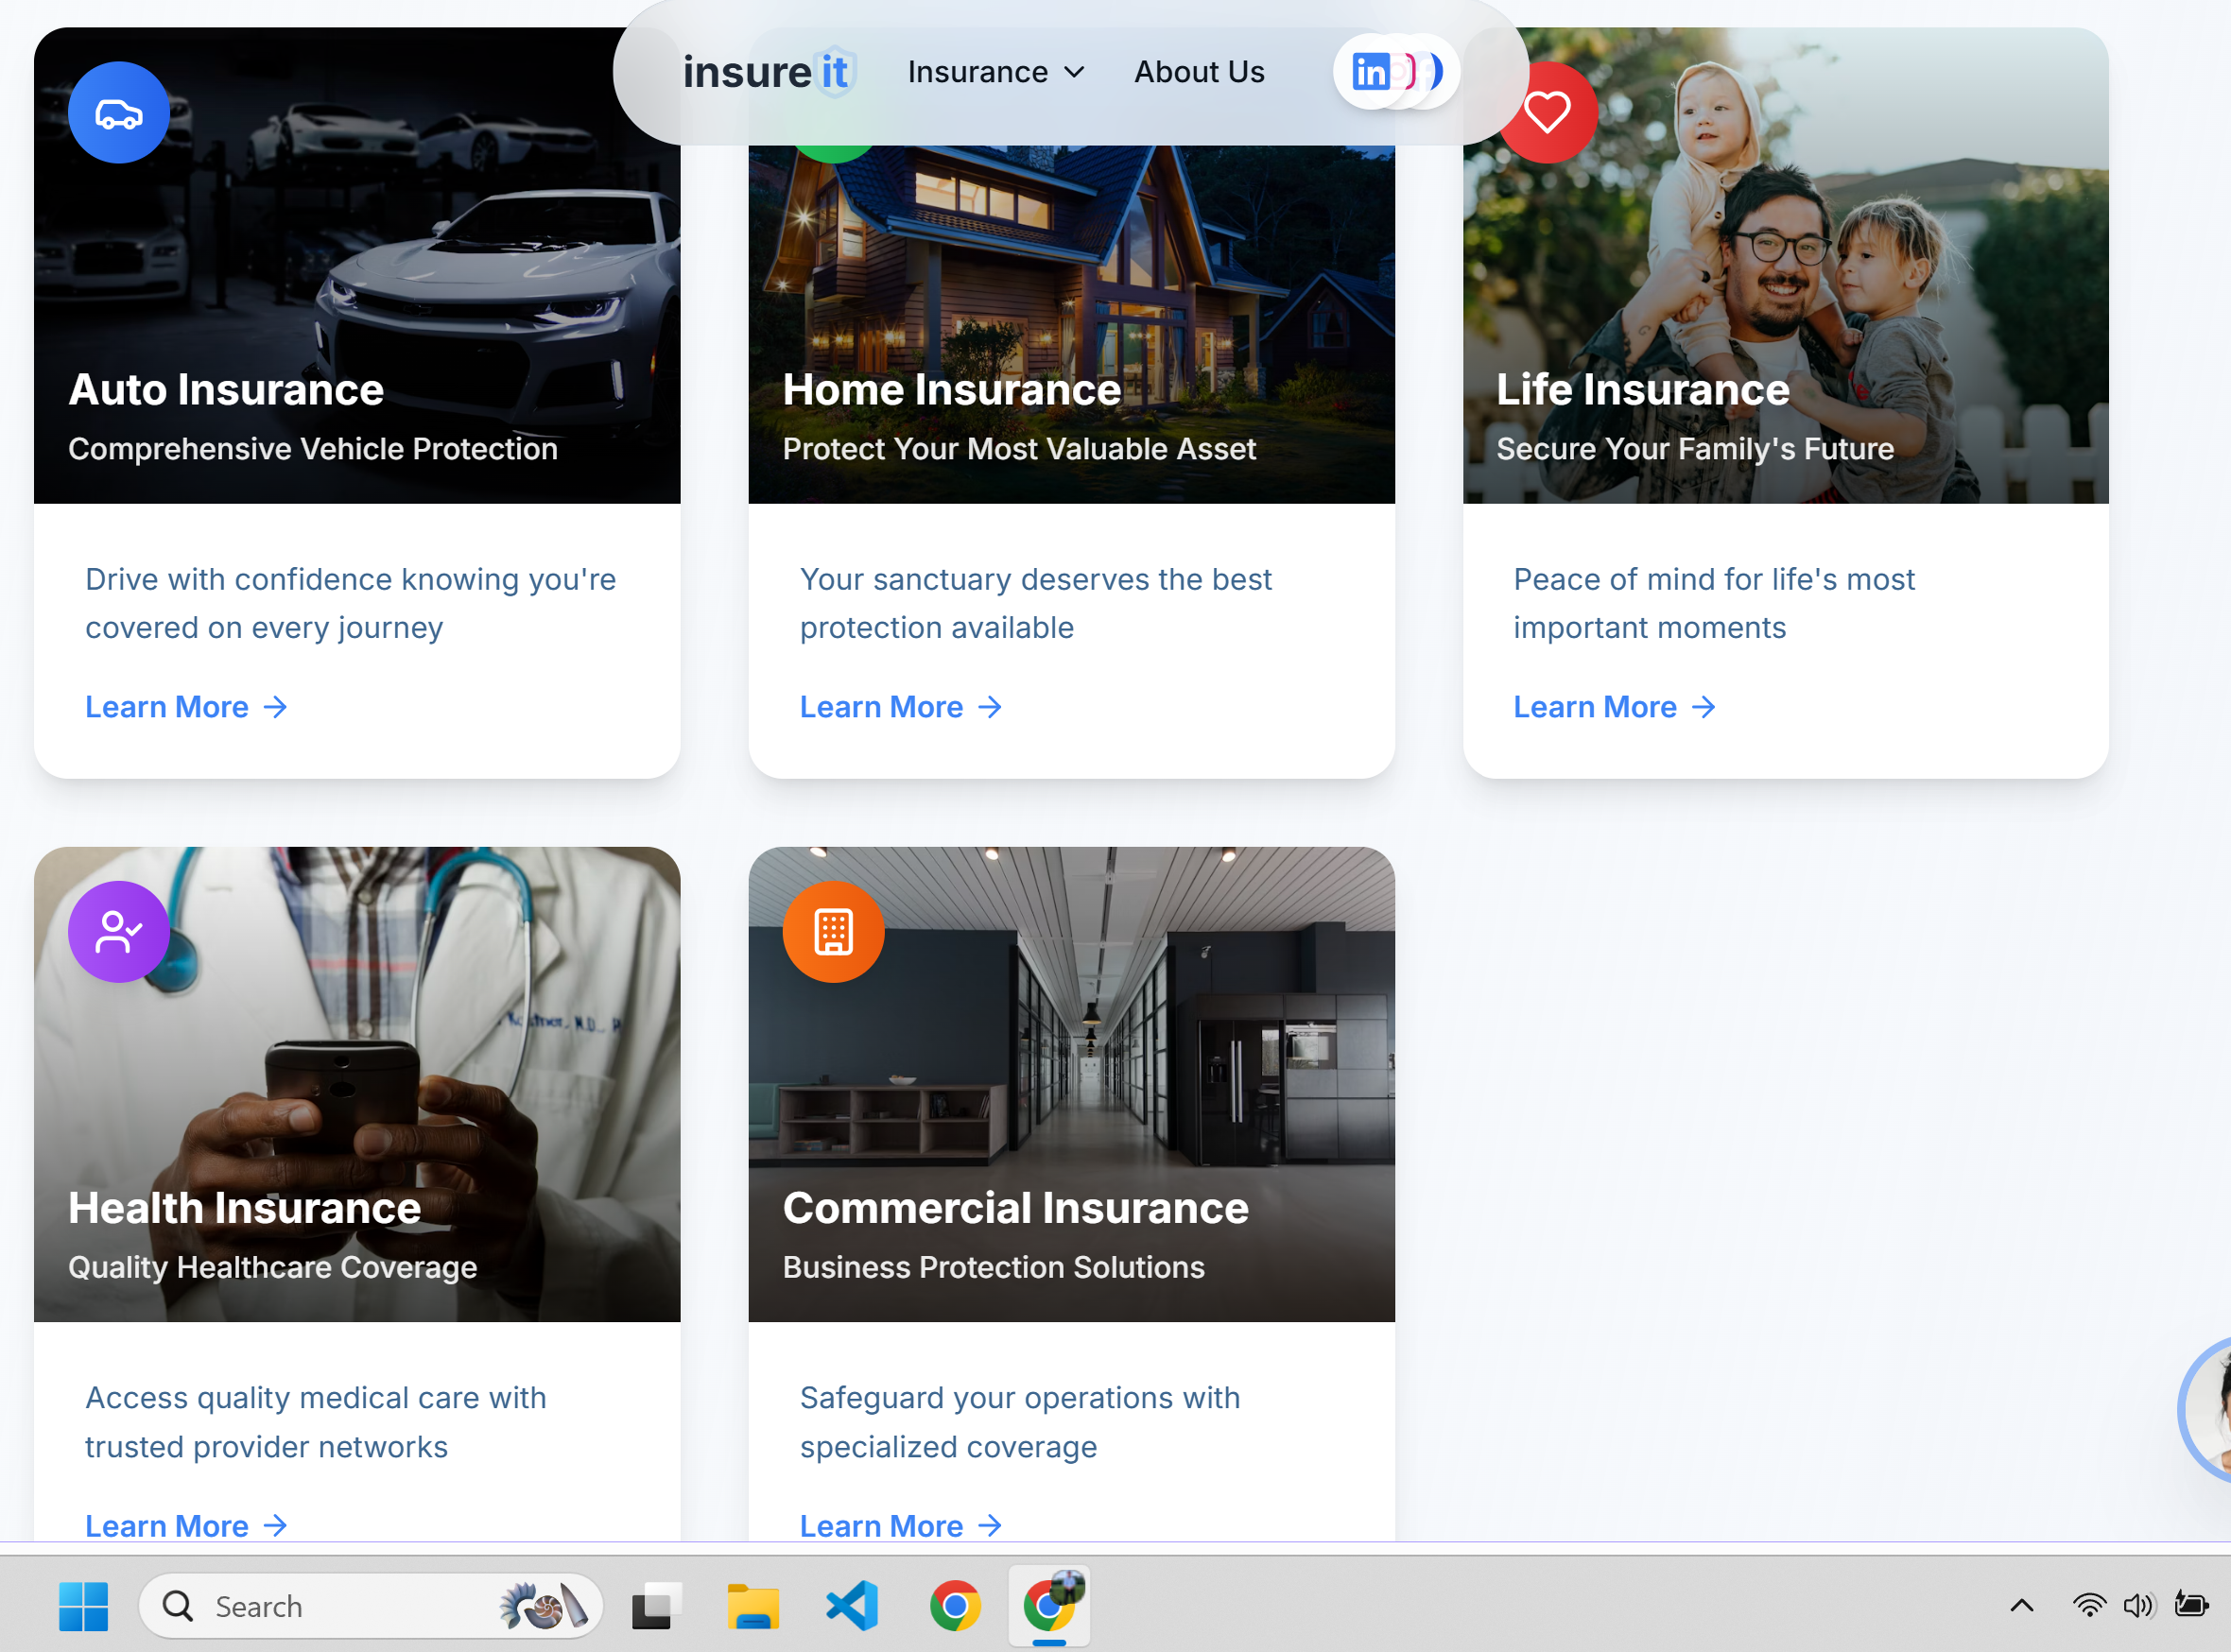 insureit
Insurance
About Us
in
Auto Insurance
Comprehensive Vehicle Protection
Drive with confidence knowing you're
covered on every journey
Learn More →
Home Insurance
Protect Your Most Valuable Asset
Your sanctuary deserves the best
protection available
Learn More →
Life Insurance
Secure Your Family's Future
Peace of mind for life's most
important moments
Learn More →
Health Insurance
Quality Healthcare Coverage
Access quality medical care with
trusted provider networks
Learn More →
Commercial Insurance
Business Protection Solutions
Safeguard your operations with
specialized coverage
Learn More →
Search